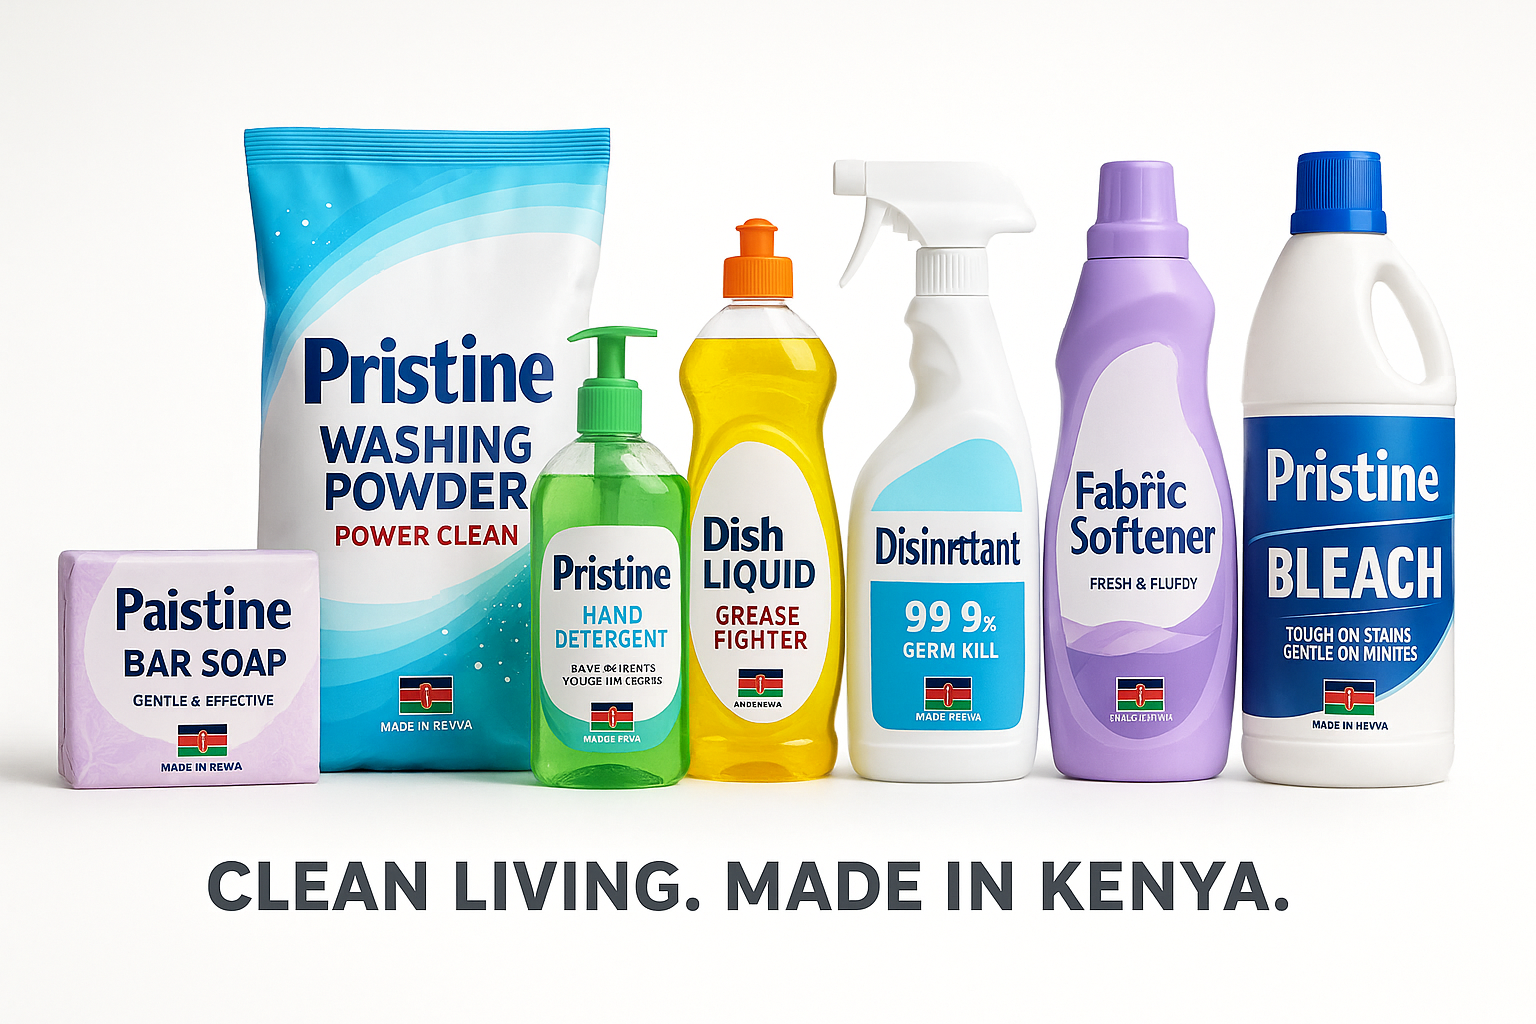 Paistine
BAR SOAP
GENTLE & EFFECTIVE
MADE IN REWA
Pristine
WASHING
POWDER
POWER CLEAN
MADE IN REVVA
Pristine
HAND
DETERGENT
YOUGE
MADGE FRVA
Dish
LIQUID
GREASE
FIGHTER
ANDENEWA
Disinrttant
99 9%
GERM KILL
MADE REEWA
Fabric
Softener
FRESH & FLUFDY
Pristine
BLEACH
TOUGH ON STAINS
GENTLE ON MINITES
MADE IN HEVVA
CLEAN LIVING. MADE IN KENYA.